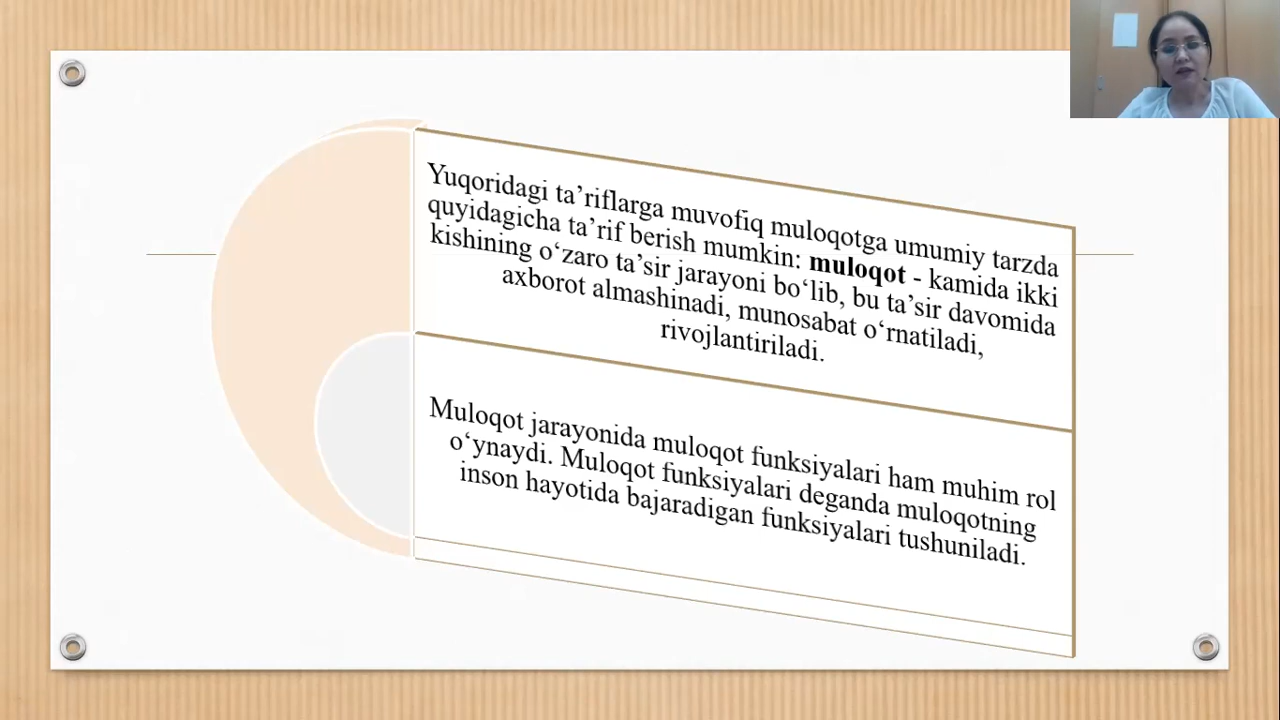 Yuqoridagi ta’riflarga muvofiq muloqotga umumiy tarzda
quyidagicha ta’rif berish mumkin: muloqot - kamida ikki
kishining o‘zaro ta’sir jarayoni bo‘lib, bu ta’sir davomida
axborot almashinadi, munosabat o‘rnatiladi,
rivojlantiriladi.
Muloqot jarayonida muloqot funksiyalari ham muhim rol
o‘ynaydi. Muloqot funksiyalari deganda muloqotning
inson hayotida bajaradigan funksiyalari tushuniladi.